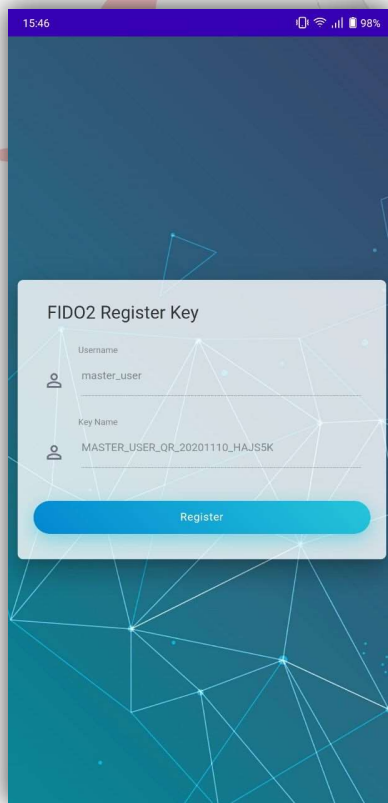 15:46
98%
FIDO2 Register Key
Username
master_user
Key Name
MASTER_USER_QR_20201110_HAJS5K
Register